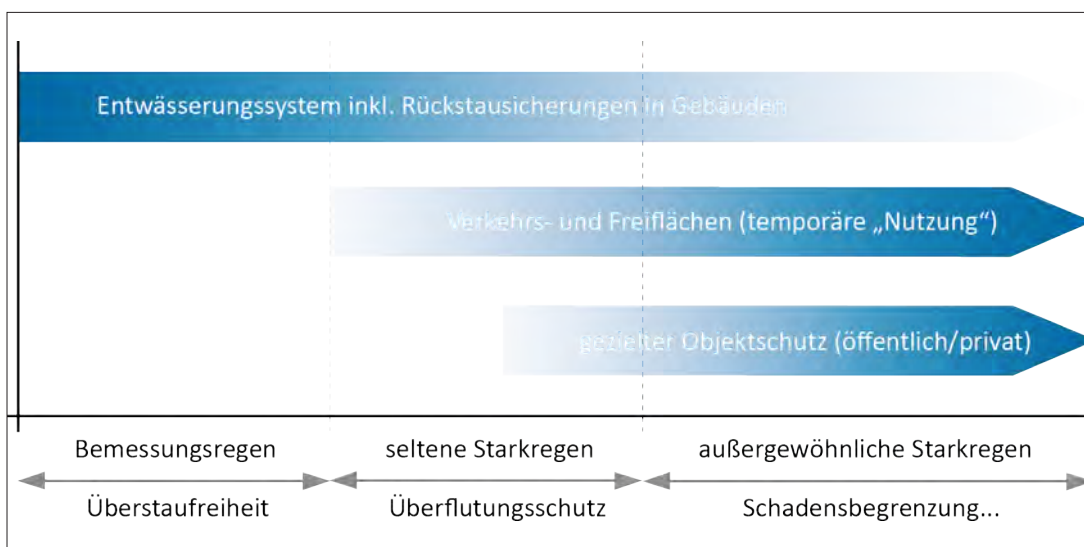 Entwässerungssystem inkl. Rückstausicherungen in Gebäuden
Verkehrs- und Freiflächen (temporäre „Nutzung“)
gezielter Objektschutz (öffentlich/privat)
Bemessungsregen
seltene Starkregen
außergewöhnliche Starkregen
Überstaufreiheit
Überflutungsschutz
Schadensbegrenzung...